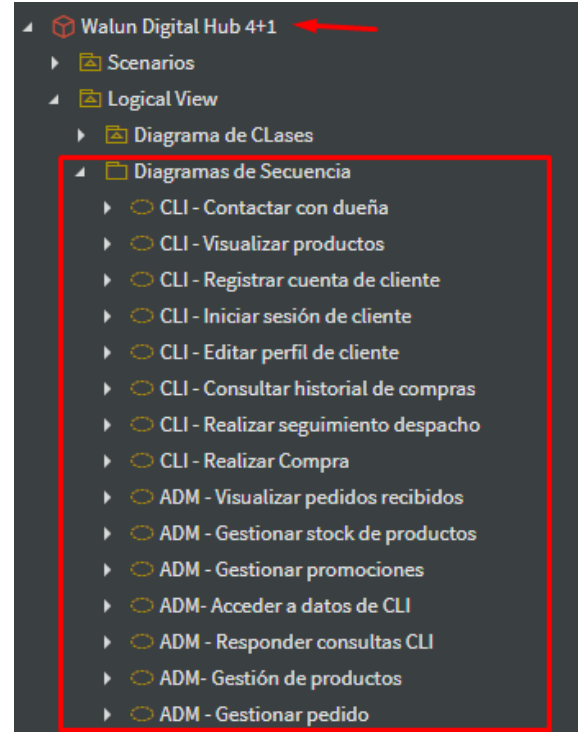 Walun Digital Hub 4+1
Scenarios
Logical View
Diagrama de CLases
Diagramas de Secuencia
CLI - Contactar con dueña
CLI - Visualizar productos
CLI - Registrar cuenta de cliente
CLI - Iniciar sesión de cliente
CLI - Editar perfil de cliente
CLI - Consultar historial de compras
CLI - Realizar seguimiento despacho
CLI - Realizar Compra
ADM - Visualizar pedidos recibidos
ADM - Gestionar stock de productos
ADM - Gestionar promociones
ADM- Acceder a datos de CLI
ADM - Responder consultas CLI
ADM- Gestión de productos
ADM - Gestionar pedido